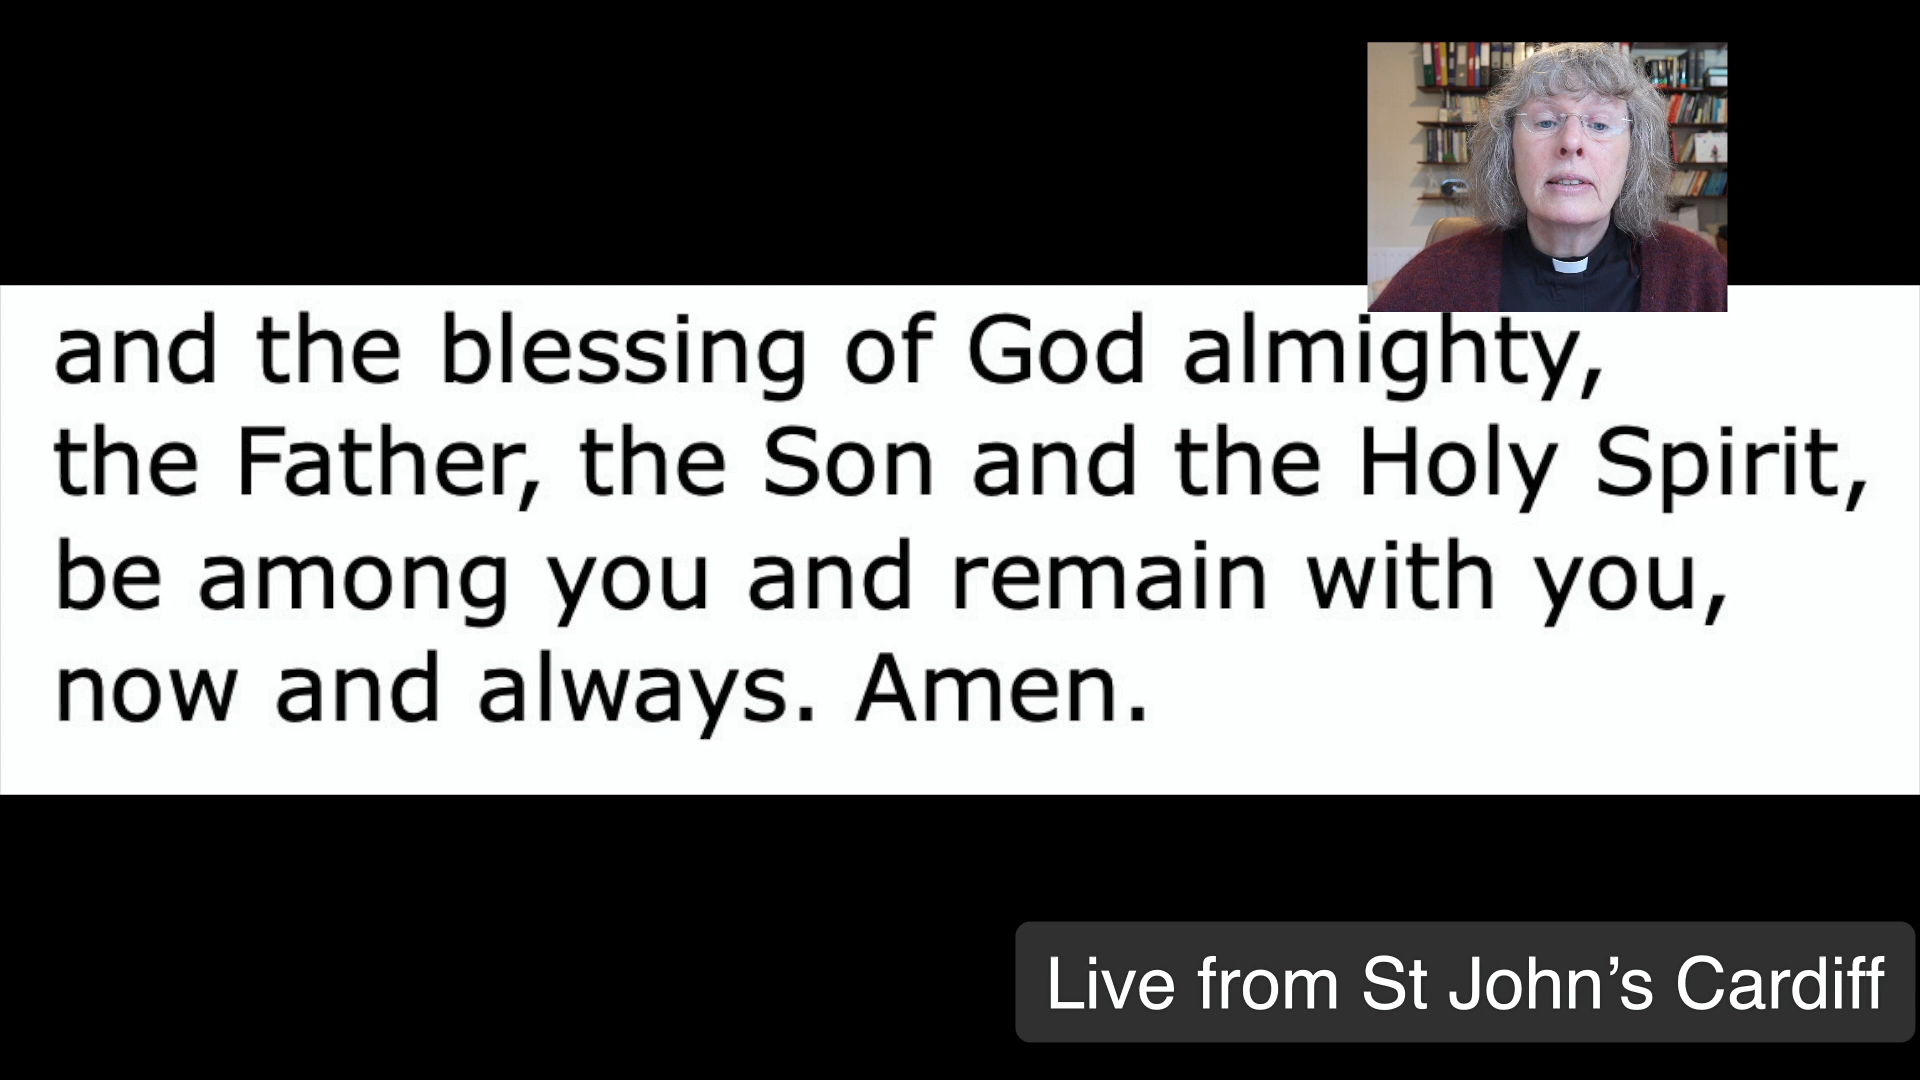 and the blessing of God almighty,
the Father, the Son and the Holy Spirit,
be among you and remain with you,
now and always. Amen.
Live from St John’s Cardiff